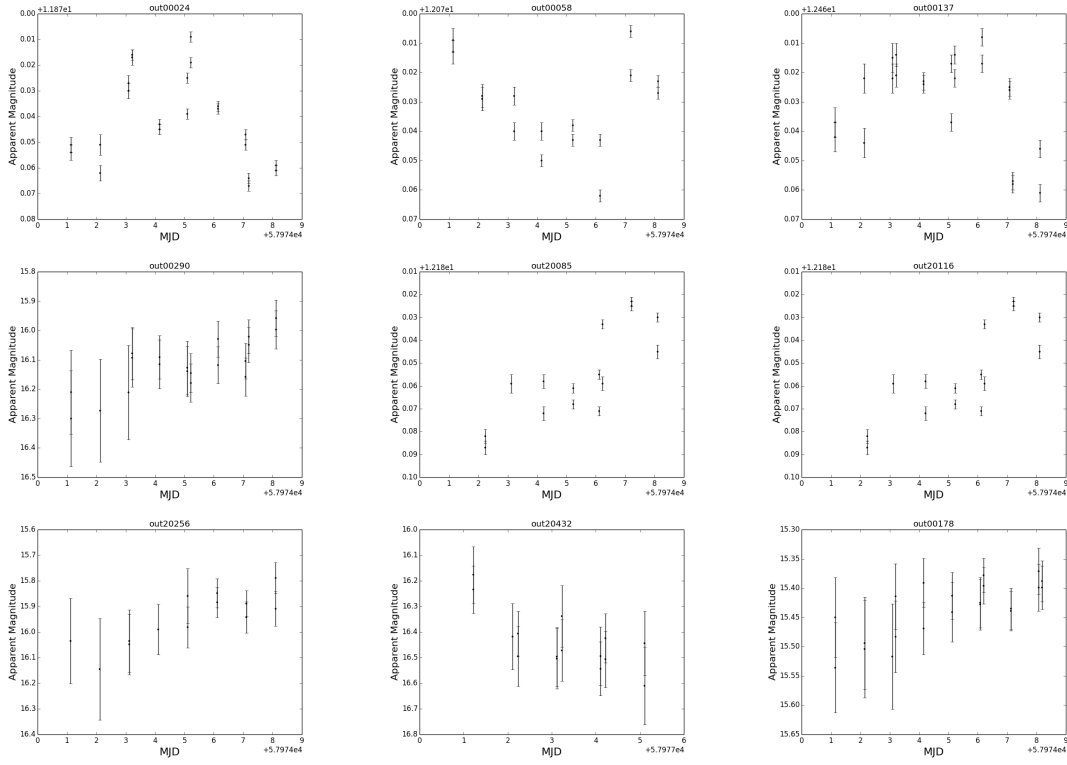 +1.187e1 out00024
0.00
0.01
0.02
0.03
0.04
0.05
0.06
0.07
0.08
Apparent Magnitude
0 1 2 3 4 5 6 7 8 9
MJD +5.7974e4
+1.207e1 out00058
0.00
0.01
0.02
0.03
0.04
0.05
0.06
0.07
Apparent Magnitude
0 1 2 3 4 5 6 7 8 9
MJD +5.7974e4
+1.246e1 out00137
0.00
0.01
0.02
0.03
0.04
0.05
0.06
0.07
Apparent Magnitude
0 1 2 3 4 5 6 7 8 9
MJD +5.7974e4
out00290
15.8
15.9
16.0
16.1
16.2
16.3
16.4
16.5
Apparent Magnitude
0 1 2 3 4 5 6 7 8 9
MJD +5.7974e4
+1.218e1 out20085
0.01
0.02
0.03
0.04
0.05
0.06
0.07
0.08
0.09
0.10
Apparent Magnitude
0 1 2 3 4 5 6 7 8 9
MJD +5.7974e4
+1.218e1 out20116
0.01
0.02
0.03
0.04
0.05
0.06
0.07
0.08
0.09
0.10
Apparent Magnitude
0 1 2 3 4 5 6 7 8 9
MJD +5.7974e4
out20256
15.6
15.7
15.8
15.9
16.0
16.1
16.2
16.3
16.4
Apparent Magnitude
0 1 2 3 4 5 6 7 8 9
MJD +5.7974e4
out20432
16.0
16.1
16.2
16.3
16.4
16.5
16.6
16.7
16.8
Apparent Magnitude
0 1 2 3 4 5 6
MJD +5.7977e4
out00178
15.30
15.35
15.40
15.45
15.50
15.55
15.60
15.65
Apparent Magnitude
0 1 2 3 4 5 6 7 8 9
MJD +5.7974e4